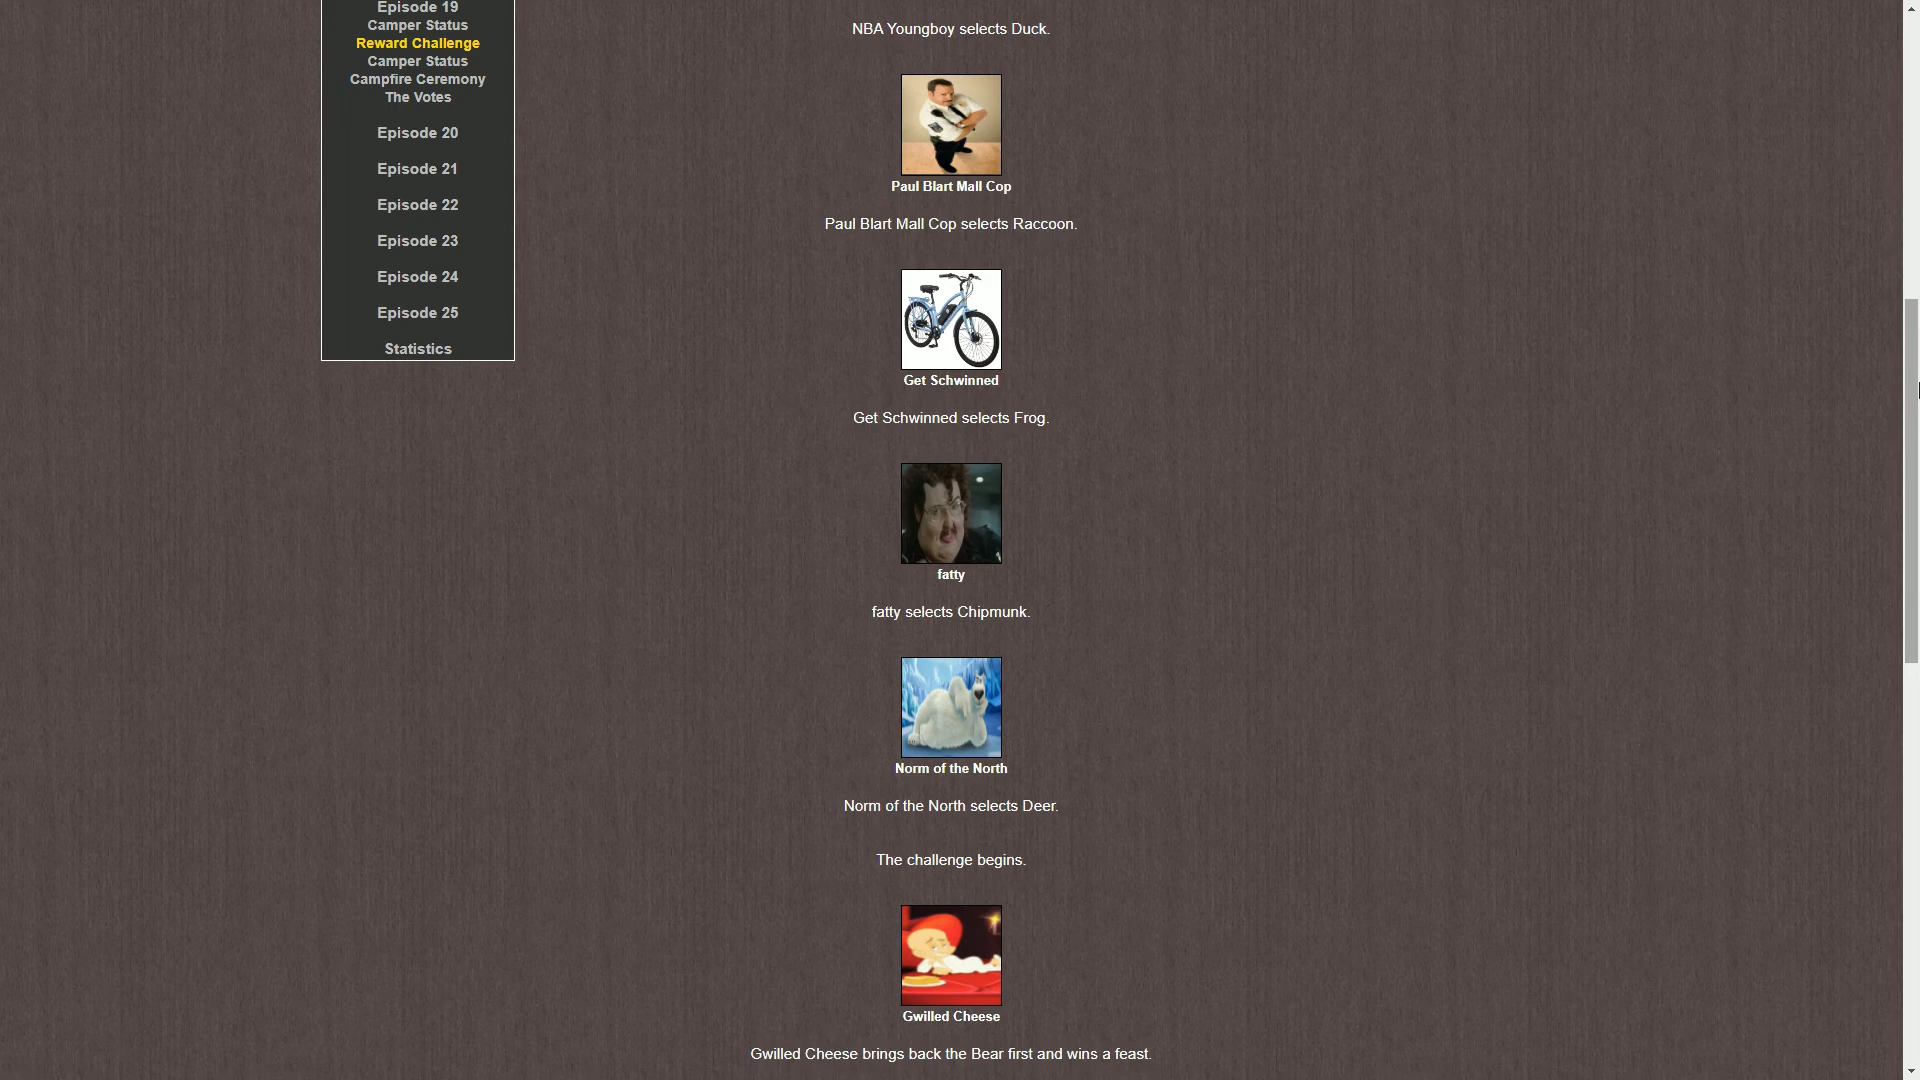 Episode 19
Camper Status
Reward Challenge
Camper Status
Campfire Ceremony
The Votes
Episode 20
Episode 21
Episode 22
Episode 23
Episode 24
Episode 25
Statistics
NBA Youngboy selects Duck.
Paul Blart Mall Cop
Paul Blart Mall Cop selects Raccoon.
Get Schwinned
Get Schwinned selects Frog.
fatty
fatty selects Chipmunk.
Norm of the North
Norm of the North selects Deer.
The challenge begins.
Gwilled Cheese
Gwilled Cheese brings back the Bear first and wins a feast.